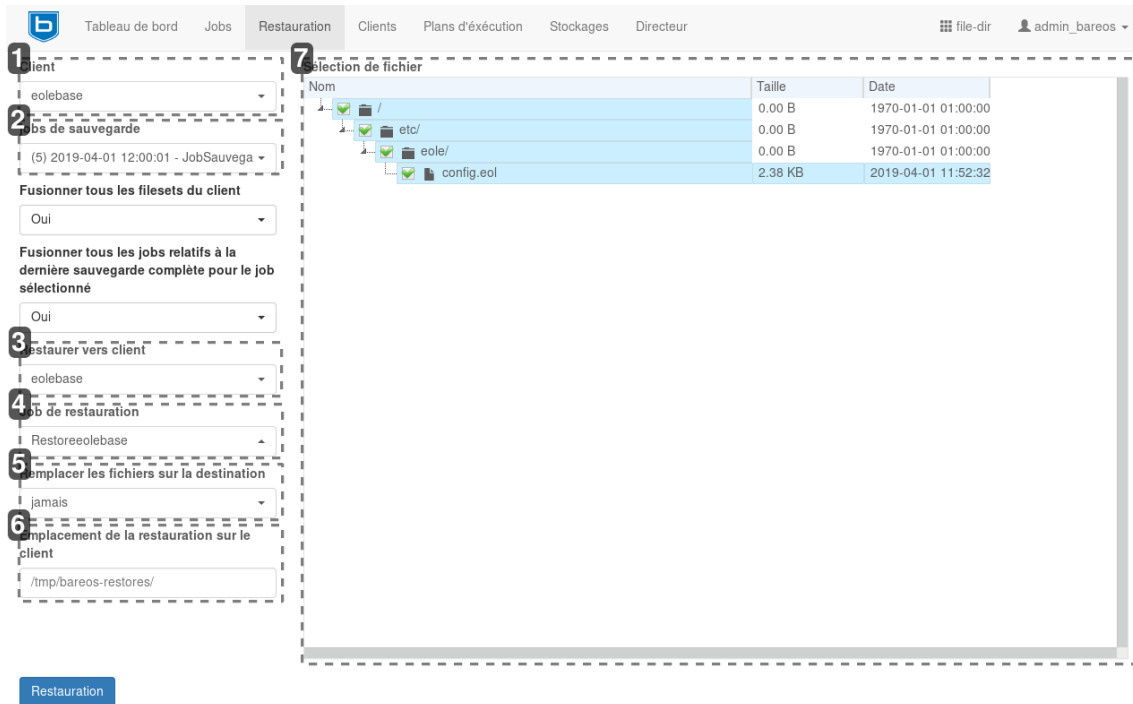 Tableau de bord Jobs Restauration Clients Plans d'éxécution Stockages Directeur file-dir admin_bareos
1
Client
eolebase
2
Jobs de sauvegarde
(5) 2019-04-01 12:00:01 - JobSauvega
Fusionner tous les filesets du client
Oui
Fusionner tous les jobs relatifs à la
dernière sauvegarde complète pour le job
sélectionné
Oui
3
Restaurer vers client
eolebase
4
Job de restauration
Restoreeolebase
5
Remplacer les fichiers sur la destination
jamais
6
Emplacement de la restauration sur le
client
/tmp/bareos-restores/
Restauration
7
Sélection de fichier
Nom Taille Date
/ 0.00 B 1970-01-01 01:00:00
etc/ 0.00 B 1970-01-01 01:00:00
eole/ 0.00 B 1970-01-01 01:00:00
config.eol 2.38 KB 2019-04-01 11:52:32